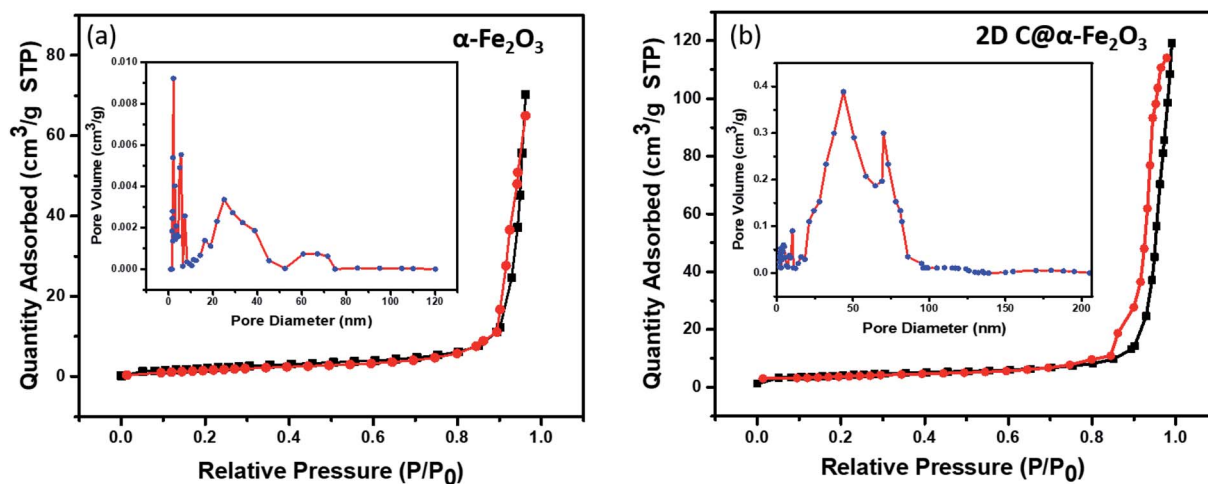 (a)
α-Fe₂O₃
Quantity Adsorbed (cm³/g STP)
80
60
40
20
0
0.0 0.2 0.4 0.6 0.8 1.0
Relative Pressure (P/P₀)
Pore Volume (cm³/g)
0.010
0.008
0.006
0.004
0.002
0.000
0 20 40 60 80 100 120
Pore Diameter (nm)
(b)
2D C@α-Fe₂O₃
Quantity Adsorbed (cm³/g STP)
120
100
80
60
40
20
0
0.0 0.2 0.4 0.6 0.8 1.0
Relative Pressure (P/P₀)
Pore Volume (cm³/g)
0.4
0.3
0.2
0.1
0.0
0 50 100 150 200
Pore Diameter (nm)